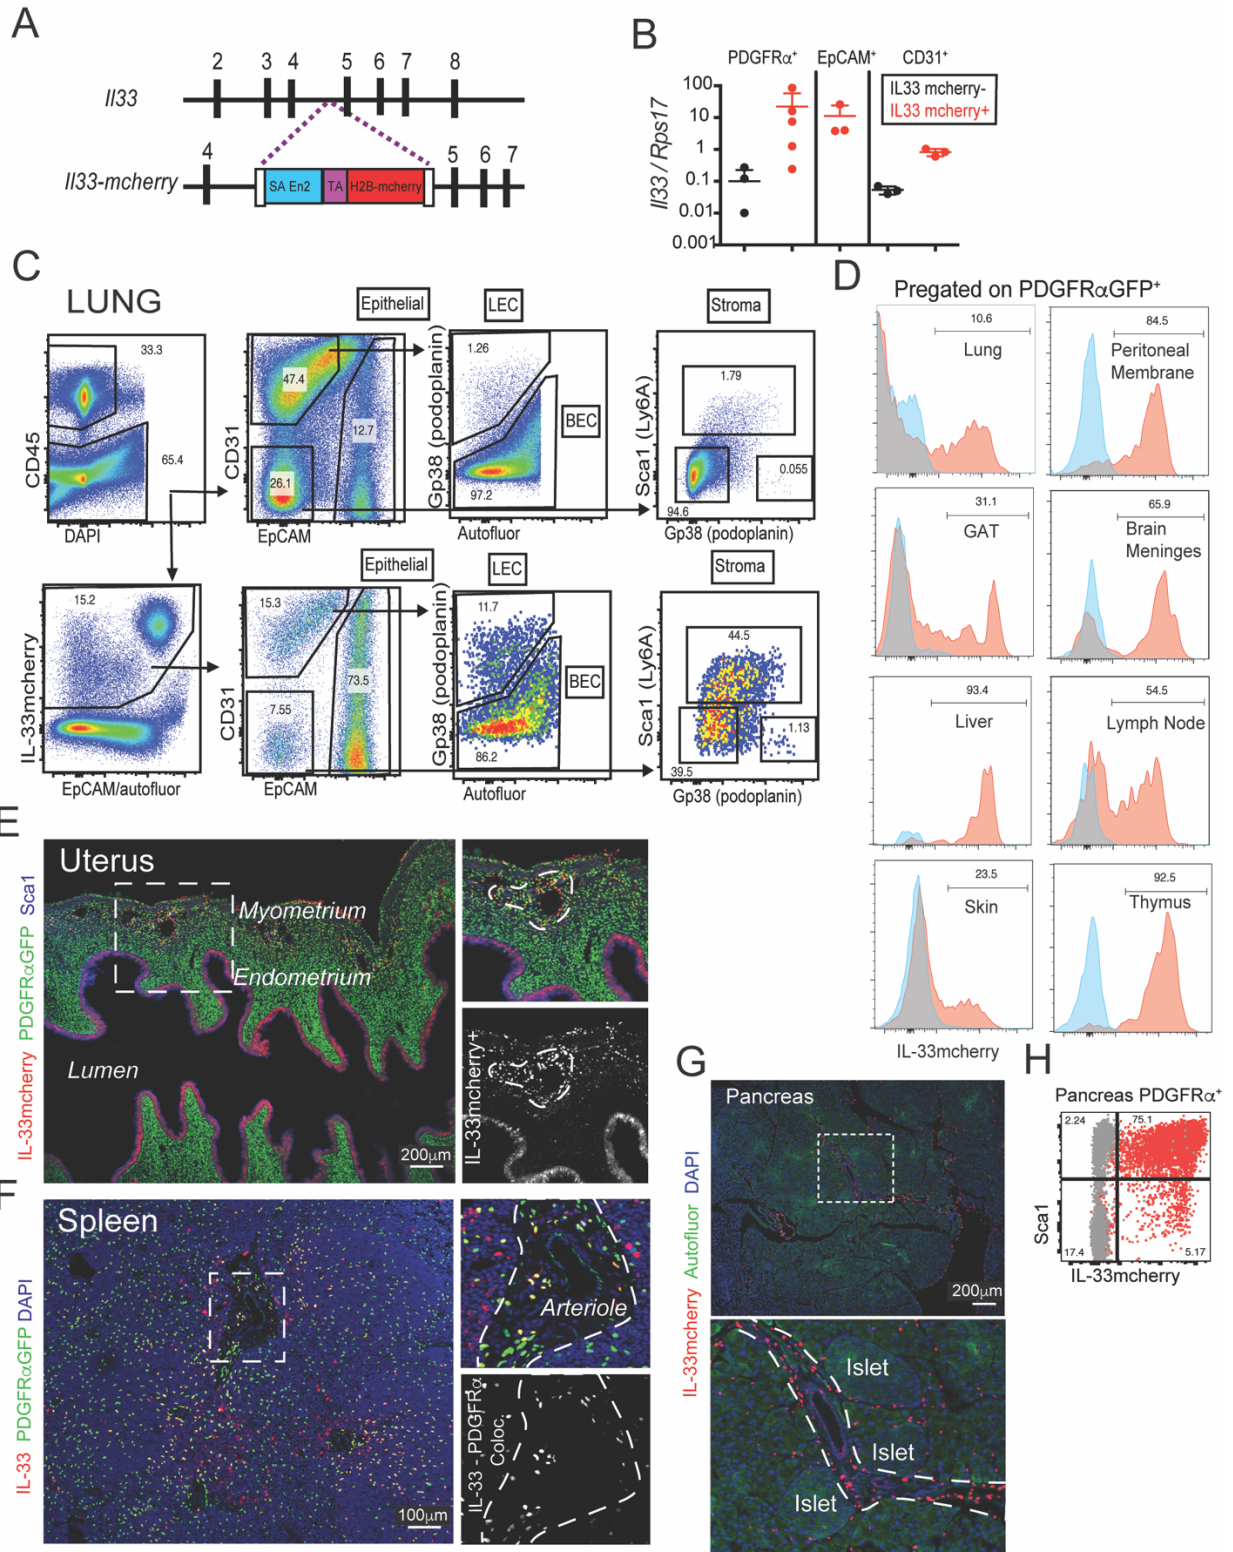 A
2 3 4 5 6 7 8
Il33
Il33-mcherry
4 5 6 7
SA En2 TA H2B-mcherry
B
PDGFRα⁺ EpCAM⁺ CD31⁺
IL33 mcherry-
IL33 mcherry+
Il33 / Rps17
100
10
1
0.1
0.01
0.001
C
LUNG
Epithelial LEC Stroma
33.3
65.4
CD45
DAPI
47.4
12.7
26.1
CD31
EpCAM
1.26
BEC
97.2
Gp38 (podoplanin)
Autofluor
1.79
0.055
94.6
Sca1 (Ly6A)
Gp38 (podoplanin)
Epithelial LEC Stroma
15.2
IL-33mcherry
EpCAM/autofluor
15.3
73.5
7.55
CD31
EpCAM
11.7
BEC
86.2
Gp38 (podoplanin)
Autofluor
44.5
1.13
39.5
Sca1 (Ly6A)
Gp38 (podoplanin)
D
Pregated on PDGFRαGFP⁺
10.6
Lung
84.5
Peritoneal
Membrane
31.1
GAT
65.9
Brain
Meninges
93.4
Liver
54.5
Lymph Node
23.5
Skin
92.5
Thymus
IL-33mcherry
E
Uterus
Myometrium
Endometrium
Lumen
200µm
IL-33mcherry PDGFRαGFP Sca1
IL-33mcherry+
F
Spleen
100µm
IL-33 PDGFRαGFP DAPI
Arteriole
IL-33 - PDGFRα
Coloc.
G
Pancreas
200µm
IL-33mcherry Autofluor DAPI
Islet
Islet
Islet
H
Pancreas PDGFRα⁺
2.24 75.1
17.4 5.17
Sca1
IL-33mcherry